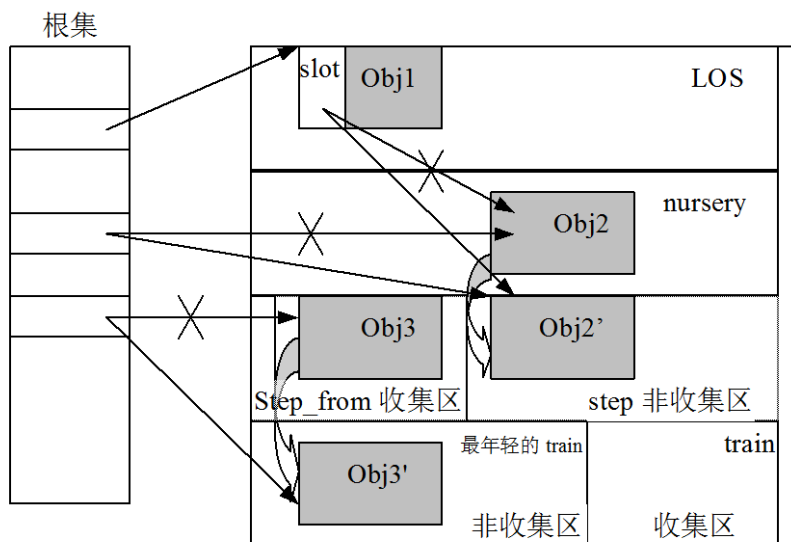 根集
slot
Obj1
LOS
nursery
Obj2
Obj3
Obj2’
Step_from 收集区
step 非收集区
最年轻的 train
train
Obj3'
非收集区
收集区